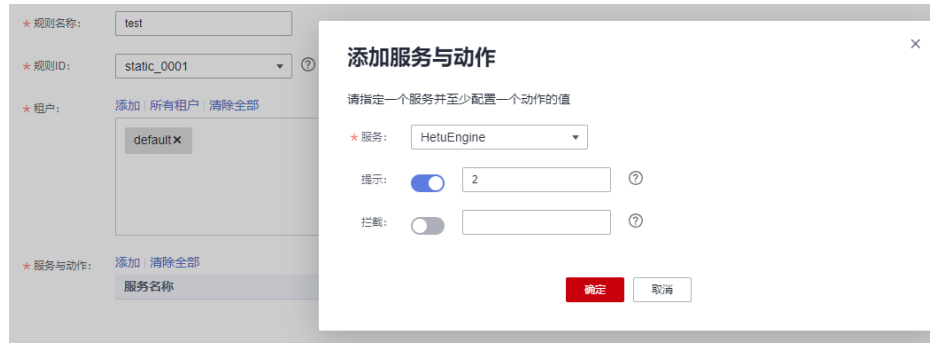 * 规则名称: test
* 规则ID: static_0001
* 租户: 添加 | 所有租户 | 清除全部
default×
* 服务与动作: 添加 | 清除全部
服务名称
添加服务与动作
请指定一个服务并至少配置一个动作的值
* 服务: HetuEngine
提示: 2
拦截:
确定 取消